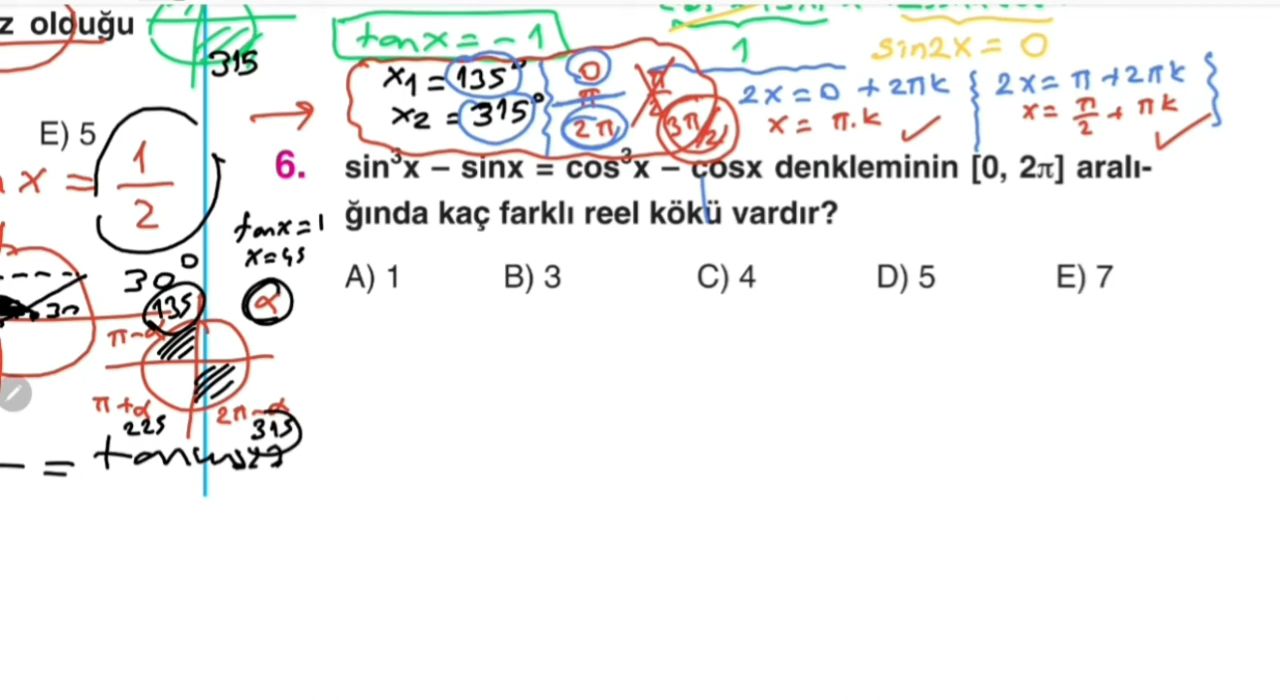 z olduğu
315
tanx = -1
1
sin2x = 0
x1 = 135°
x2 = 315°
0
π
2π
π/2
3π/2
2x = 0 + 2πk
x = π.k
2x = π + 2πk
x = π/2 + πk
E) 5
x = 1/2
6. sin³x – sinx = cos³x – cosx denkleminin [0, 2π] aralı-
ğında kaç farklı reel kökü vardır?
A) 1 B) 3 C) 4 D) 5 E) 7
tanx=1
x=45
30°
30
135
α
π-α
π+α
225
2π-α
315